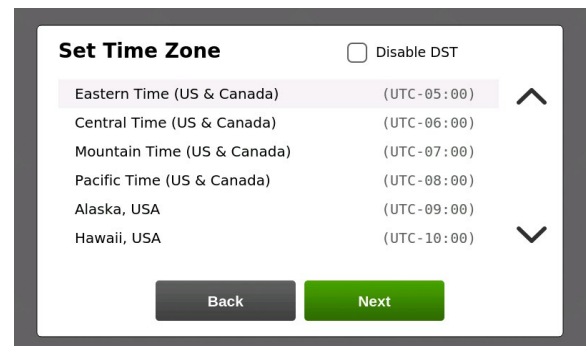 Set Time Zone Disable DST
Eastern Time (US & Canada) (UTC-05:00)
Central Time (US & Canada) (UTC-06:00)
Mountain Time (US & Canada) (UTC-07:00)
Pacific Time (US & Canada) (UTC-08:00)
Alaska, USA (UTC-09:00)
Hawaii, USA (UTC-10:00)
Back Next